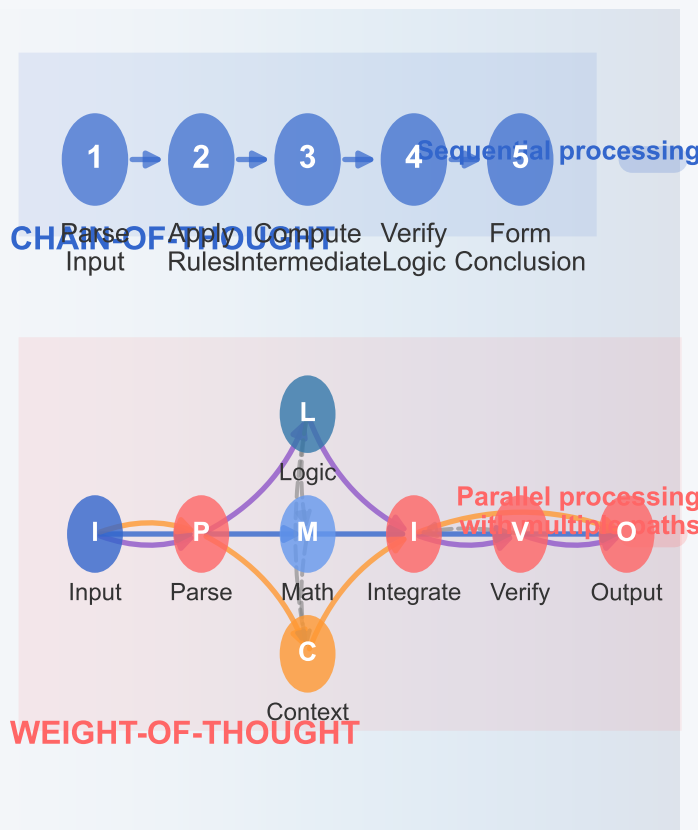 1 2 3 4 5
Sequential processing
CHAIN-OF-THOUGHT
Parse Input
Apply Rules
Compute Intermediate
Verify Logic
Form Conclusion
L
Logic
Parallel processing
with multiple paths
I P M I V O
Input Parse Math Integrate Verify Output
C
Context
WEIGHT-OF-THOUGHT